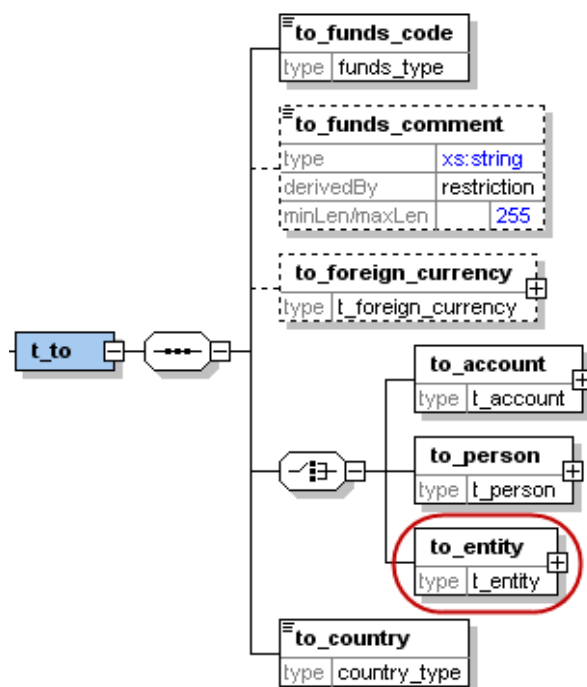 to_funds_code
type funds_type
to_funds_comment
type xs:string
derivedBy restriction
minLen/maxLen 255
to_foreign_currency
type t_foreign_currency
t_to
to_account
type t_account
to_person
type t_person
to_entity
type t_entity
to_country
type country_type